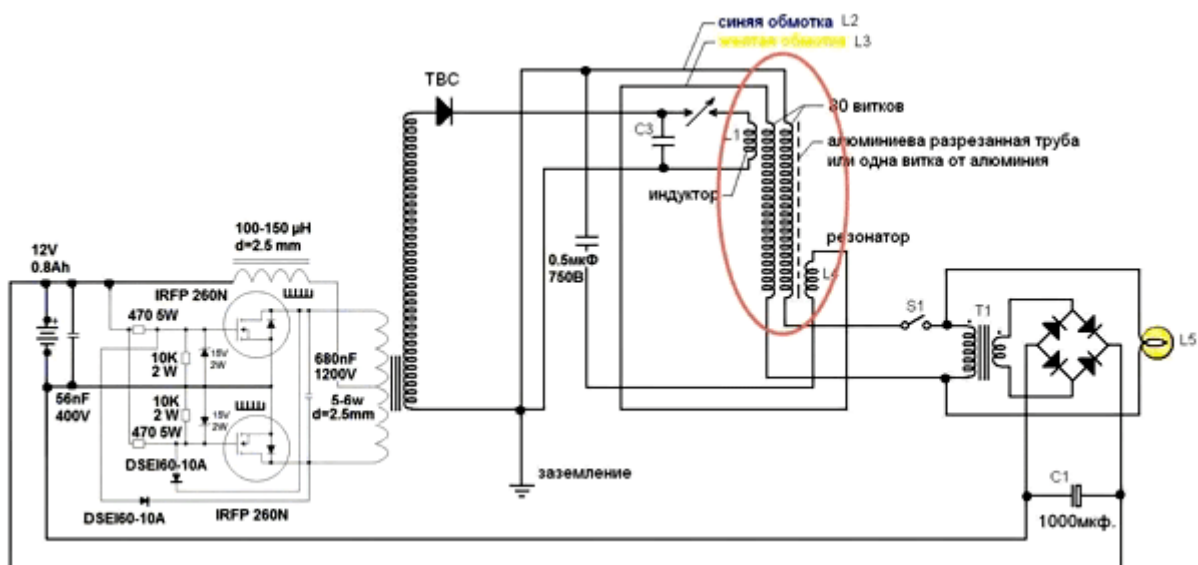 синяя обмотка L2
желтая обмотка L3
ТВС
C3
L1
80 витков
алюминиева разрезанная труба
или одна витка от алюминия
индуктор
резонатор
L4
100-150 µH
d=2.5 mm
12V
0.8Ah
IRFP 260N
470 5W
10K
2 W
15V
2W
56nF
400V
10K
2 W
15V
2W
470 5W
DSEI60-10A
DSEI60-10A
IRFP 260N
680nF
1200V
5-6w
d=2.5mm
0.5мкФ
750В
заземление
S1
T1
L5
C1
1000мкф.